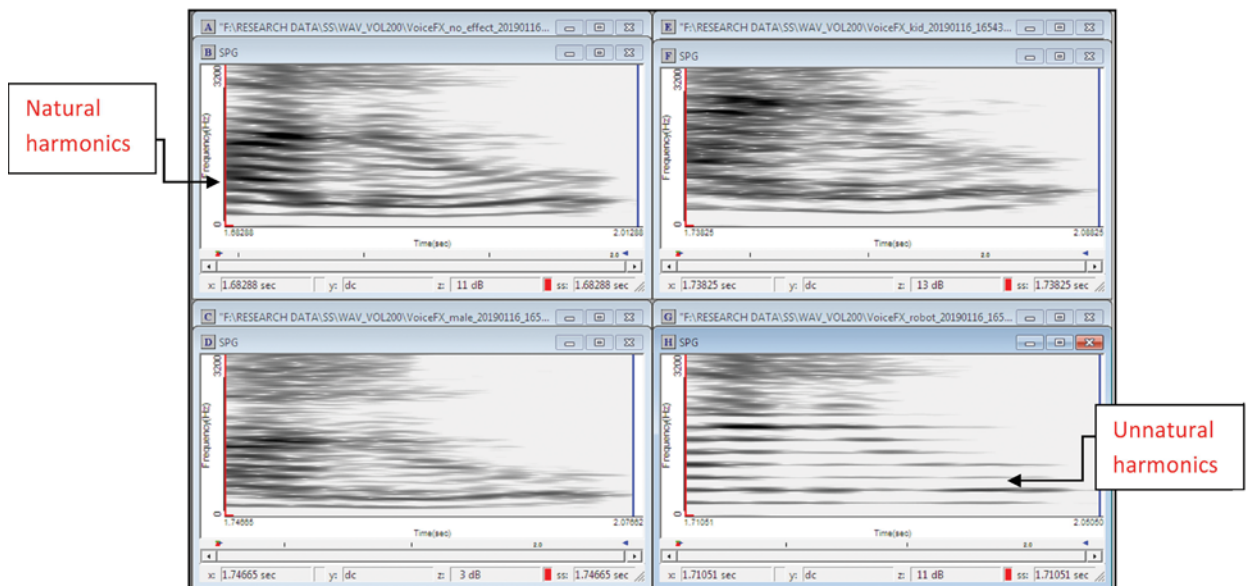 Natural
harmonics
A "F:\RESEARCH DATA\SS\WAV_VOL200\VoiceFX_no_effect_20190116...
B SPG
3200
Frequency(Hz)
0
1.68288 2.01288
Time(sec)
2.0
x: 1.68288 sec y: dc z: 11 dB ss: 1.68288 sec
E "F:\RESEARCH DATA\SS\WAV_VOL200\VoiceFX_kid_20190116_16543...
F SPG
3200
Frequency(Hz)
0
1.73825 2.08825
Time(sec)
2.0
x: 1.73825 sec y: dc z: 13 dB ss: 1.73825 sec
C "F:\RESEARCH DATA\SS\WAV_VOL200\VoiceFX_male_20190116_165...
D SPG
3200
Frequency(Hz)
0
1.74665 2.07662
Time(sec)
2.0
x: 1.74665 sec y: dc z: 3 dB ss: 1.74665 sec
G "F:\RESEARCH DATA\SS\WAV_VOL200\VoiceFX_robot_20190116_165...
H SPG
3200
Frequency(Hz)
0
1.71051 2.06050
Time(sec)
2.0
x: 1.71051 sec y: dc z: 11 dB ss: 1.71051 sec
Unnatural
harmonics